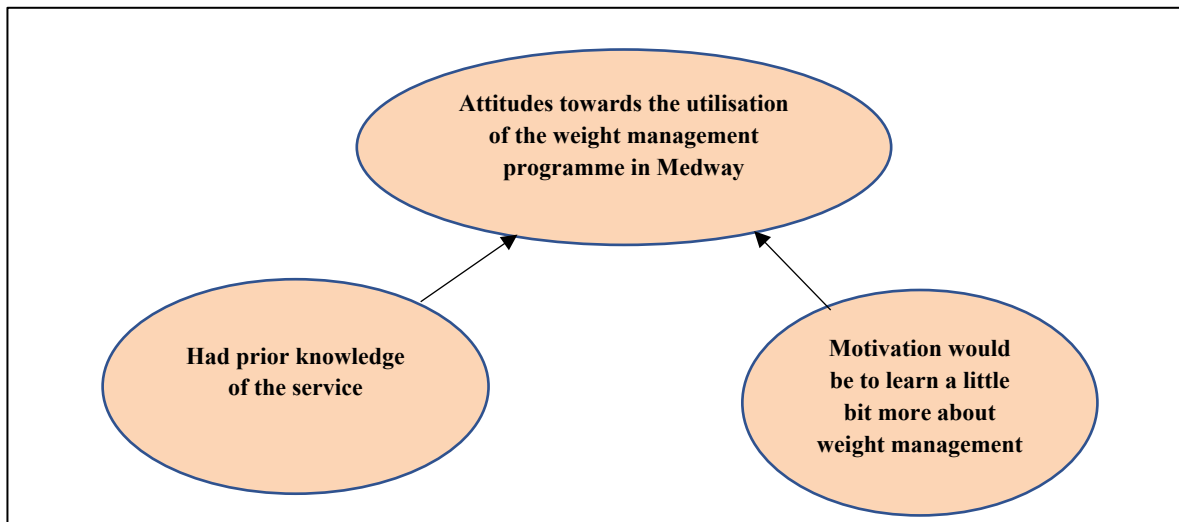 Attitudes towards the utilisation
of the weight management
programme in Medway
Had prior knowledge
of the service
Motivation would
be to learn a little
bit more about
weight management